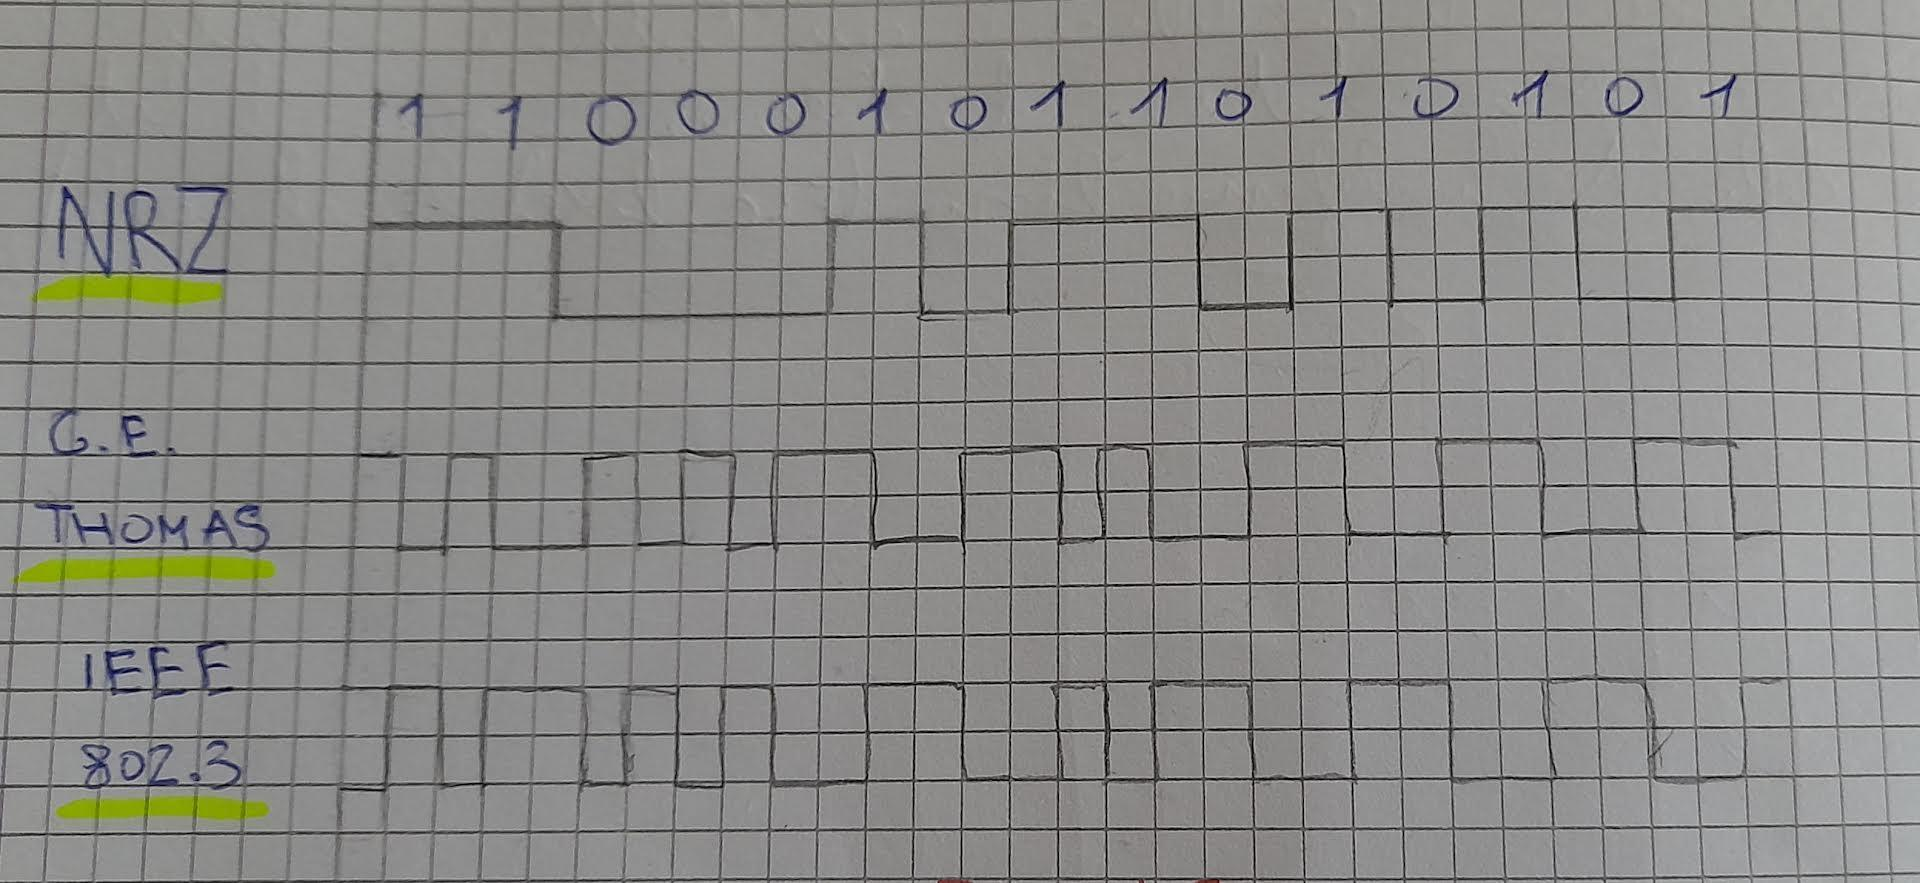 1 1 0 0 0 1 0 1 1 0 1 0 1 0 1
NRZ
G.E.
THOMAS
IEEE
802.3